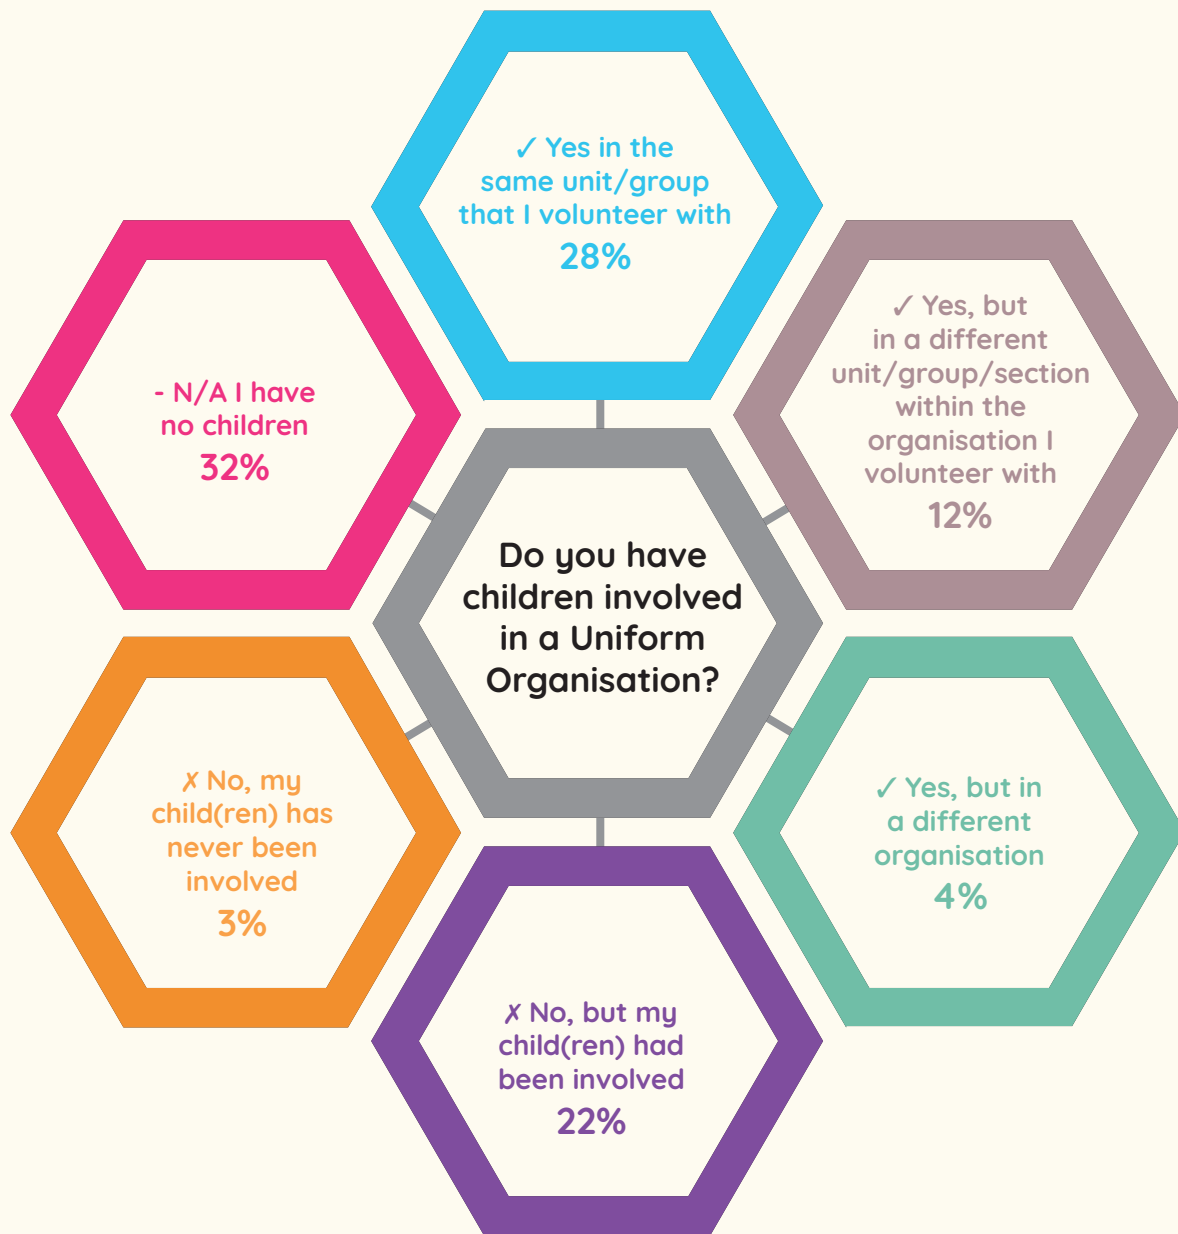 ✓ Yes in the
same unit/group
that I volunteer with
28%
✓ Yes, but
in a different
unit/group/section
within the
organisation I
volunteer with
12%
- N/A I have
no children
32%
Do you have
children involved
in a Uniform
Organisation?
✗ No, my
child(ren) has
never been
involved
3%
✓ Yes, but in
a different
organisation
4%
✗ No, but my
child(ren) had
been involved
22%